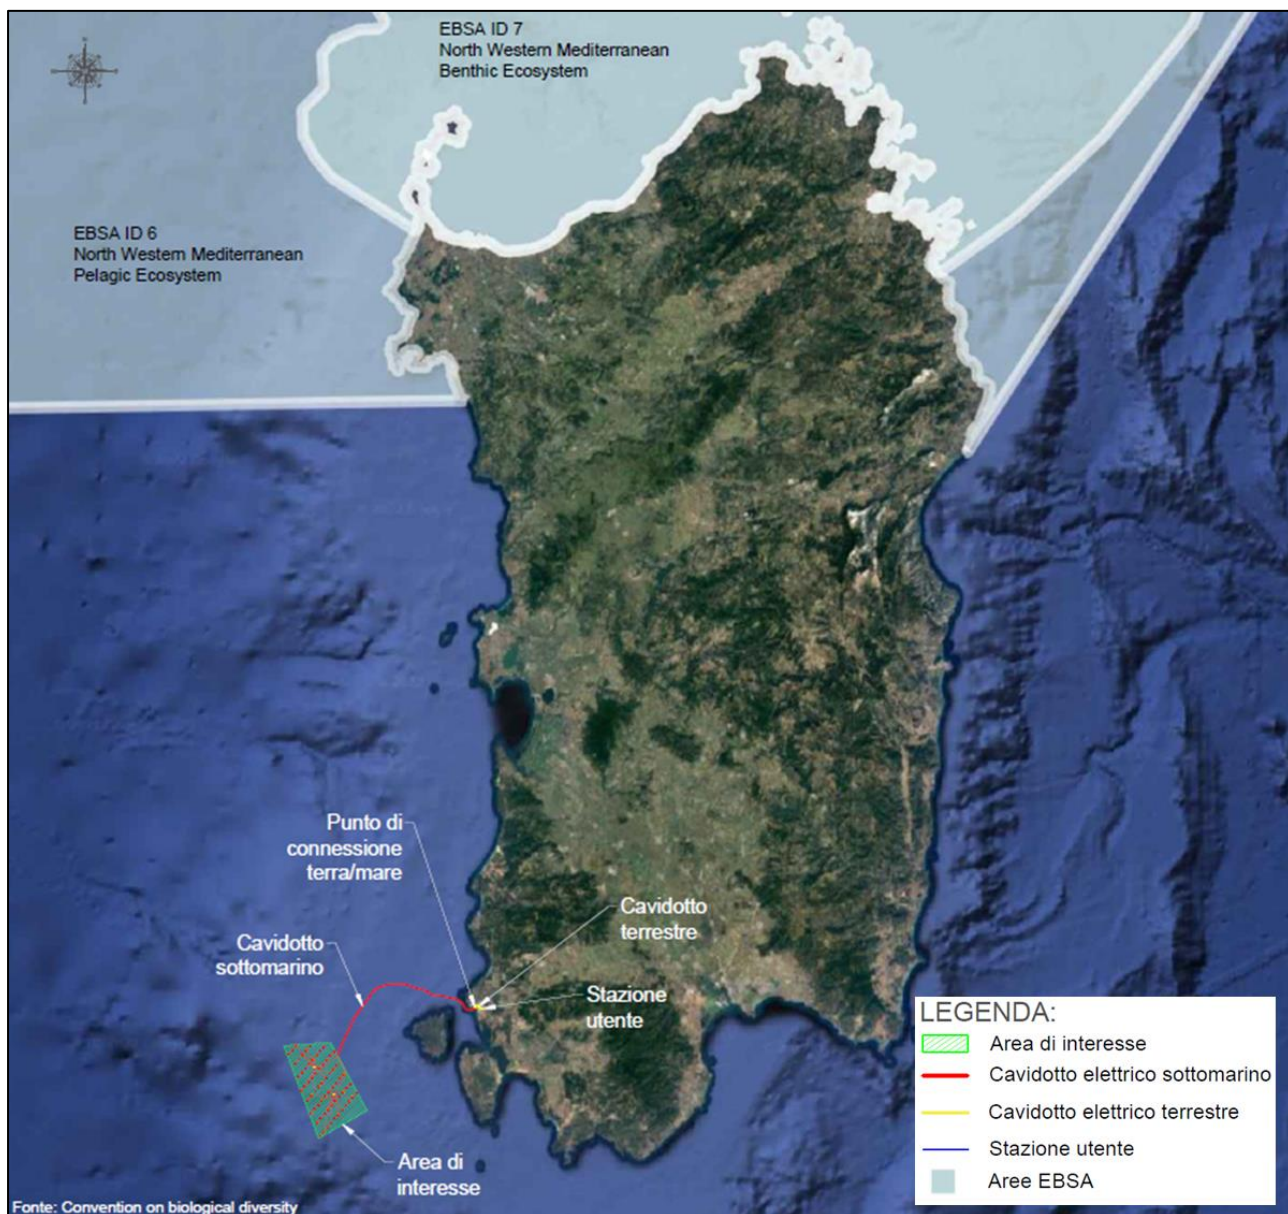 EBSA ID 7
North Western Mediterranean
Benthic Ecosystem
EBSA ID 6
North Western Mediterranean
Pelagic Ecosystem
Punto di
connessione
terra/mare
Cavidotto
terrestre
Cavidotto
sottomarino
Stazione
utente
Area di
interesse
LEGENDA:
Area di interesse
Cavidotto elettrico sottomarino
Cavidotto elettrico terrestre
Stazione utente
Aree EBSA
Fonte: Convention on biological diversity